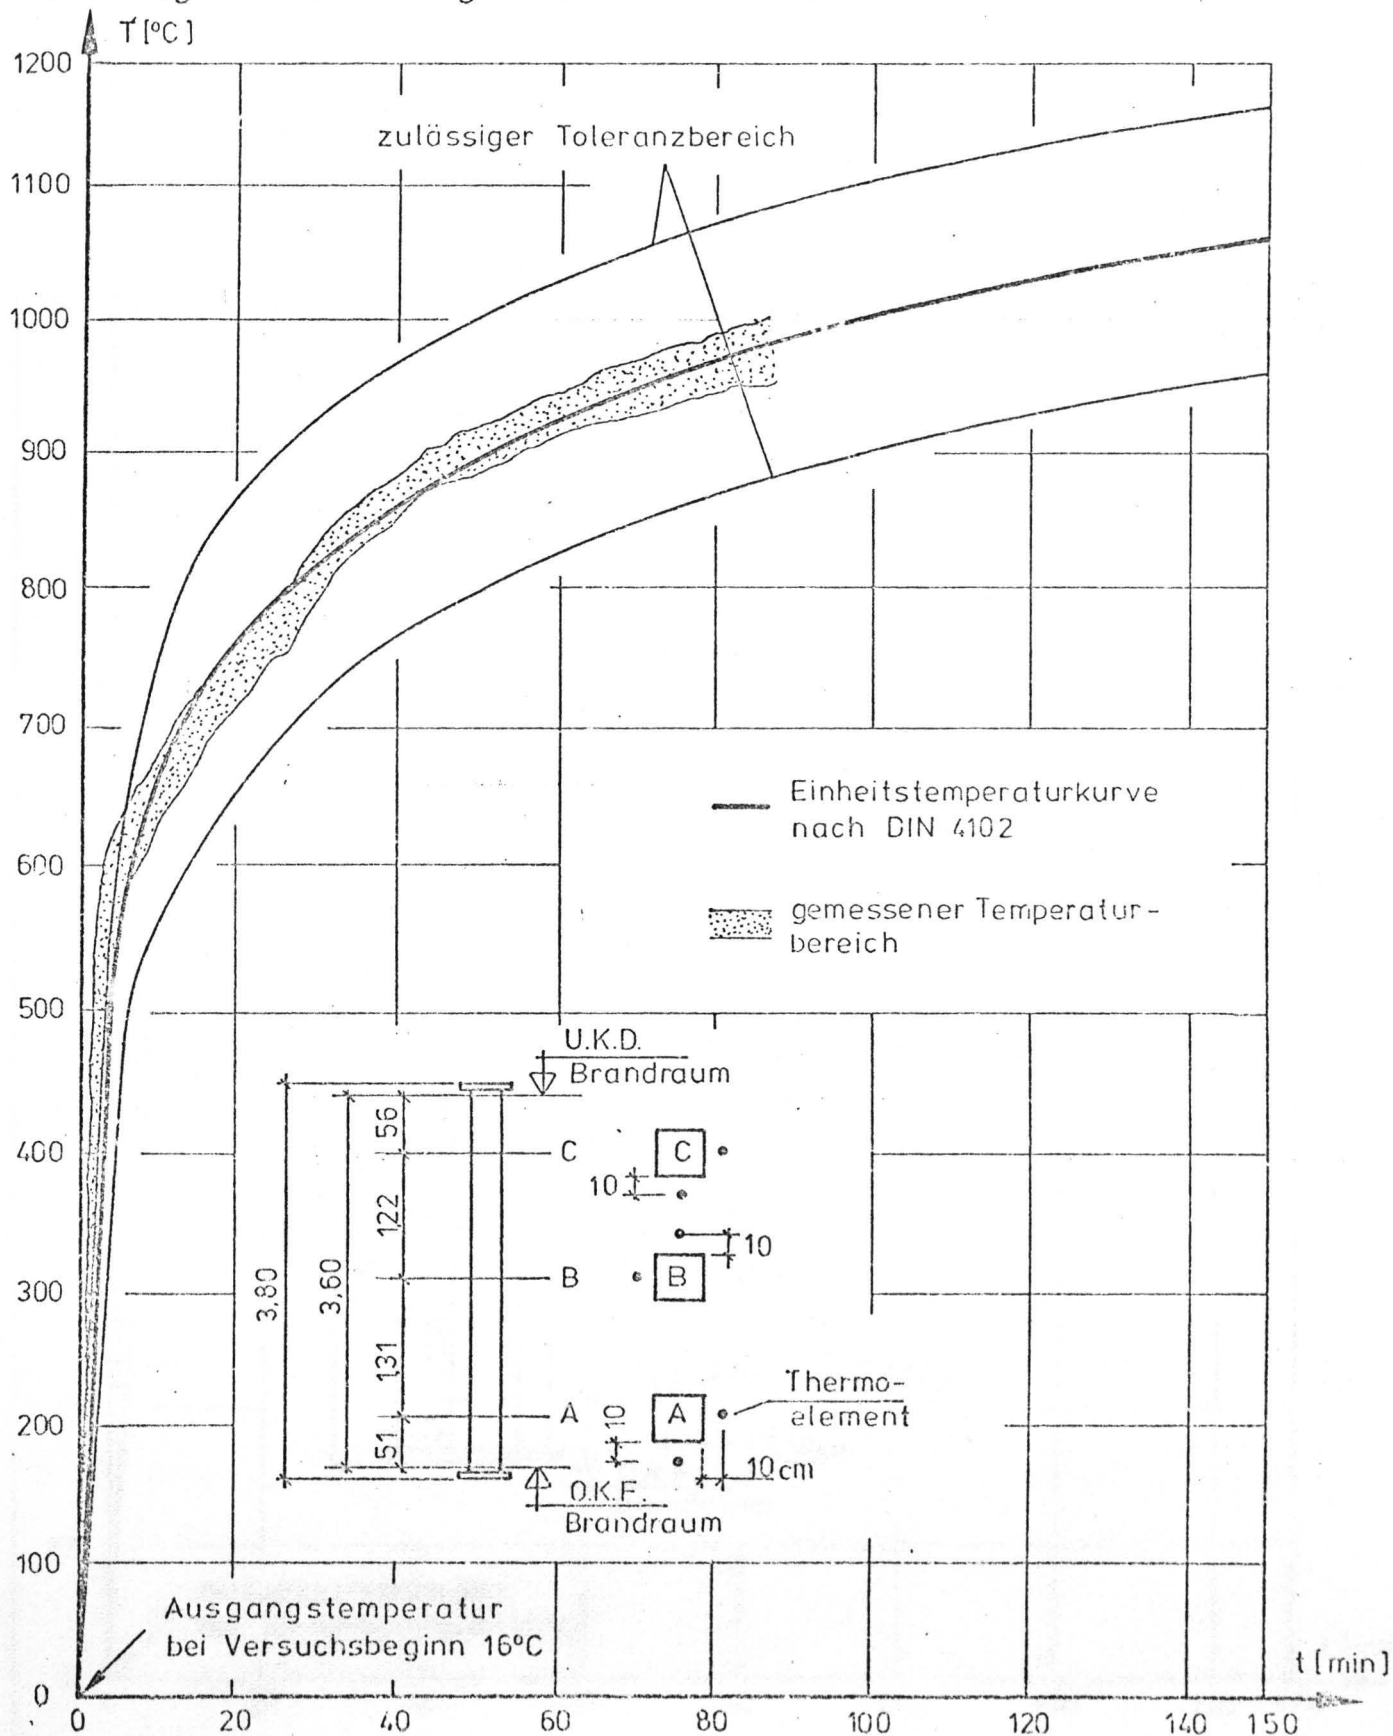 T [°C]
1200
zulässiger Toleranzbereich
1100
1000
900
800
700
Einheitstemperaturkurve
nach DIN 4102
600
gemessener Temperatur-
bereich
500
U.K.D.
Brandraum
56
C
C
400
10
122
10
3,80
3,60
B
B
300
131
Thermo-
element
A
A
10
200
51
10 cm
O.K.F.
Brandraum
100
Ausgangstemperatur
bei Versuchsbeginn 16°C
t [min]
0
0 20 40 60 80 100 120 140 150